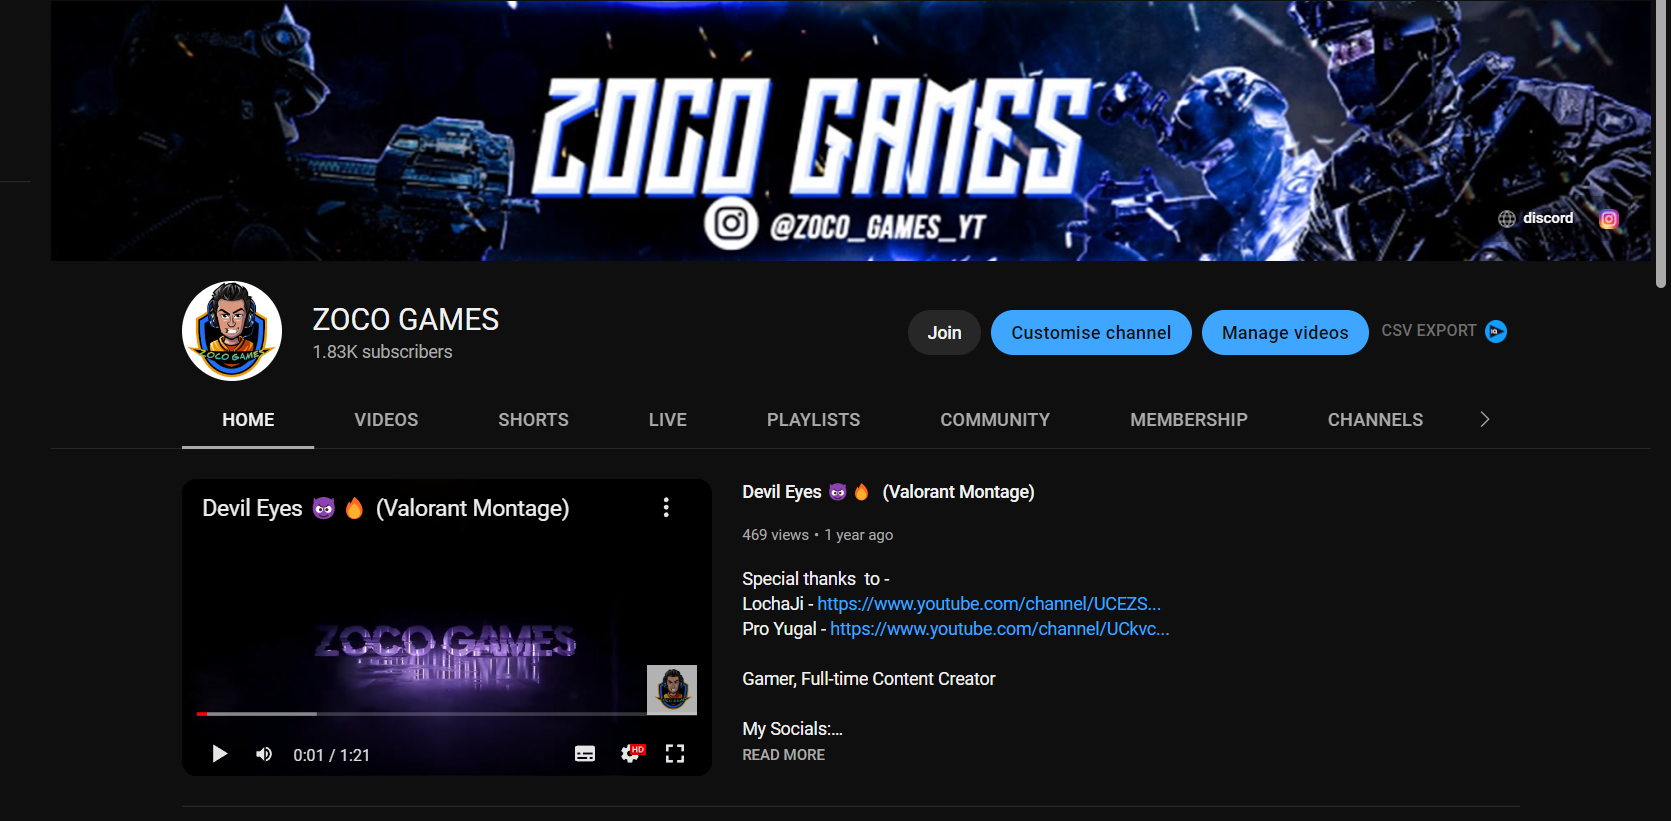 ZOCO GAMES
@ZOCO_GAMES_YT
discord
ZOCO GAMES
ZOCO GAMES
1.83K subscribers
Join
Customise channel
Manage videos
CSV EXPORT
HOME
VIDEOS
SHORTS
LIVE
PLAYLISTS
COMMUNITY
MEMBERSHIP
CHANNELS
Devil Eyes 😈🔥 (Valorant Montage)
ZOCO GAMES
HD
0:01 / 1:21
Devil Eyes 😈🔥 (Valorant Montage)
469 views • 1 year ago
Special thanks to -
LochaJi - https://www.youtube.com/channel/UCEZS...
Pro Yugal - https://www.youtube.com/channel/UCkvc...
Gamer, Full-time Content Creator
My Socials:...
READ MORE